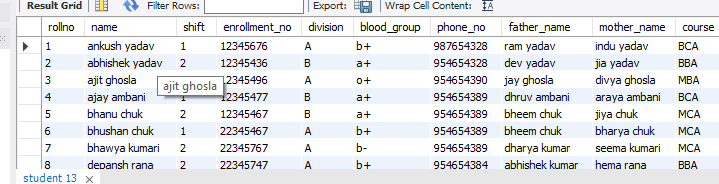 Result Grid Filter Rows: Export: Wrap Cell Content:
rollno name shift enrollment_no division blood_group phone_no father_name mother_name course
1 ankush yadav 1 12345676 A b+ 987654328 ram yadav indu yadav BCA
2 abhishek yadav 2 12345436 B a+ 954654328 dev yadav jia yadav BBA
3 ajit ghosla 12345496 A o+ 954654390 jay ghosla divya ghosla MBA
ajit ghosla
4 ajay ambani 1 12345477 B a+ 954654389 dhruv ambani araya ambani BCA
5 bhanu chuk 2 12345467 B o+ 954654389 bheem chuk jiya chuk MCA
6 bhushan chuk 1 22345467 A b+ 954654389 bheem chuk bharya chuk MCA
7 bhawya kumari 2 22345467 A b- 954654389 dharya kumar seema kumari MCA
8 depansh rana 2 22345747 A b+ 954654384 abhishek kumar hema rana BBA
student 13